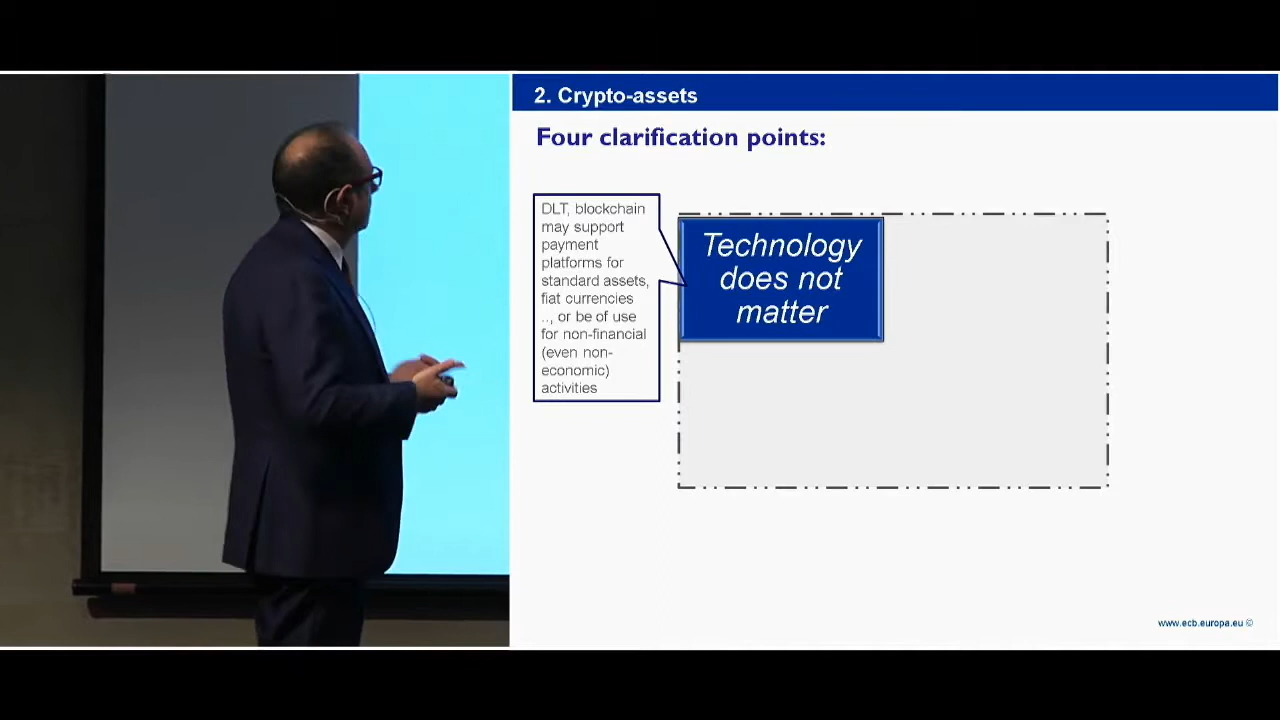 2. Crypto-assets
Four clarification points:
DLT, blockchain
may support
payment
platforms for
standard assets,
fiat currencies
.., or be of use
for non-financial
(even non-
economic)
activities
Technology
does not
matter
www.ecb.europa.eu ©